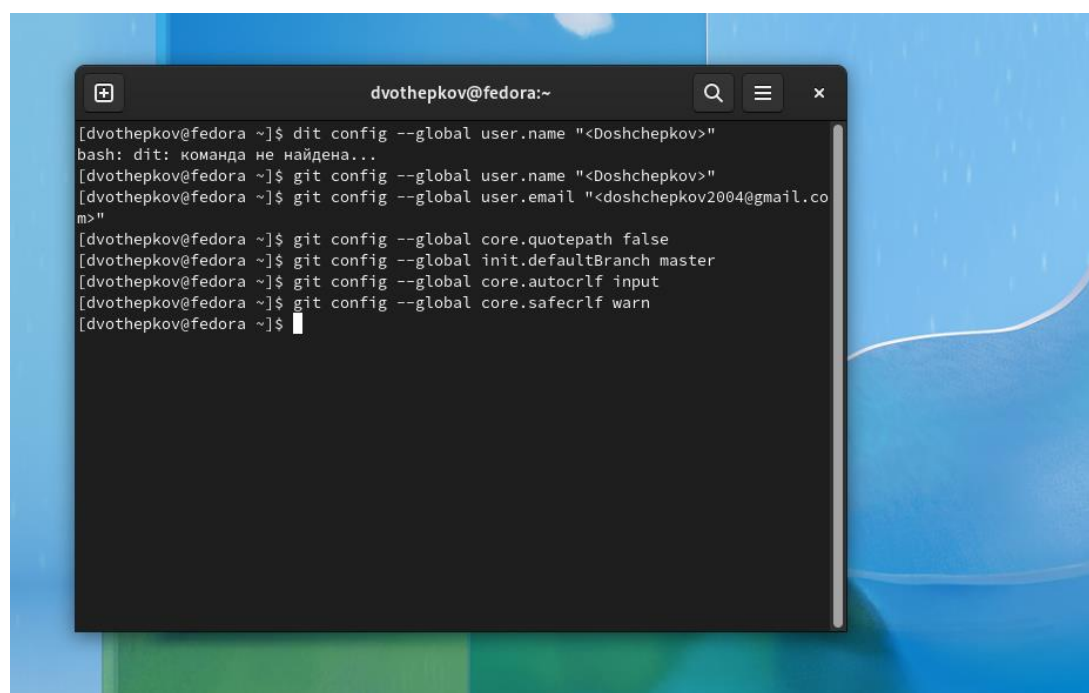 dvothepkov@fedora:~
[dvothepkov@fedora ~]$ dit config --global user.name "<Doshchepkov>"
bash: dit: команда не найдена...
[dvothepkov@fedora ~]$ git config --global user.name "<Doshchepkov>"
[dvothepkov@fedora ~]$ git config --global user.email "<doshchepkov2004@gmail.co
m>"
[dvothepkov@fedora ~]$ git config --global core.quotepath false
[dvothepkov@fedora ~]$ git config --global init.defaultBranch master
[dvothepkov@fedora ~]$ git config --global core.autocrlf input
[dvothepkov@fedora ~]$ git config --global core.safecrlf warn
[dvothepkov@fedora ~]$